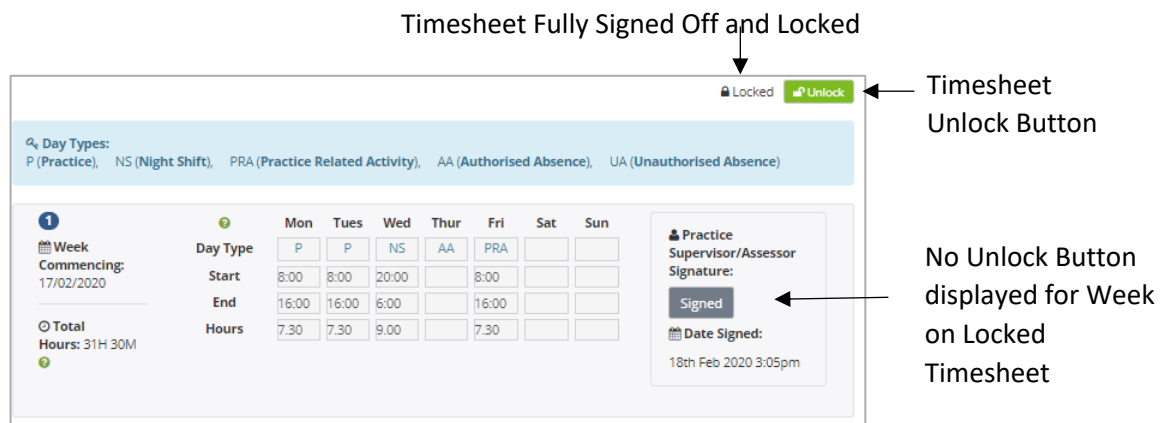 Timesheet Fully Signed Off and Locked
Locked Unlock
Timesheet
Unlock Button
Day Types:
P (Practice), NS (Night Shift), PRA (Practice Related Activity), AA (Authorised Absence), UA (Unauthorised Absence)
1
Week
Commencing:
17/02/2020
Total
Hours: 31H 30M
?
? Mon Tues Wed Thur Fri Sat Sun
Day Type P P NS AA PRA
Start 8:00 8:00 20:00 8:00
End 16:00 16:00 6:00 16:00
Hours 7.30 7.30 9.00 7.30
Practice
Supervisor/Assessor
Signature:
Signed
Date Signed:
18th Feb 2020 3:05pm
No Unlock Button
displayed for Week
on Locked
Timesheet